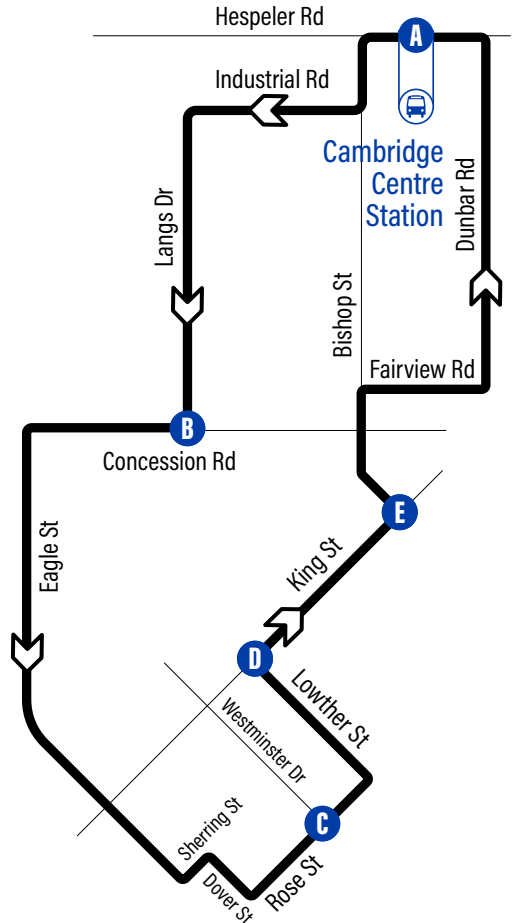 Hespeler Rd
A
Industrial Rd
Cambridge
Centre
Station
Langs Dr
Dunbar Rd
Bishop St
Fairview Rd
B
Concession Rd
E
Eagle St
King St
D
Lowther St
Westminster Dr
C
Sherring St
Dover St
Rose St